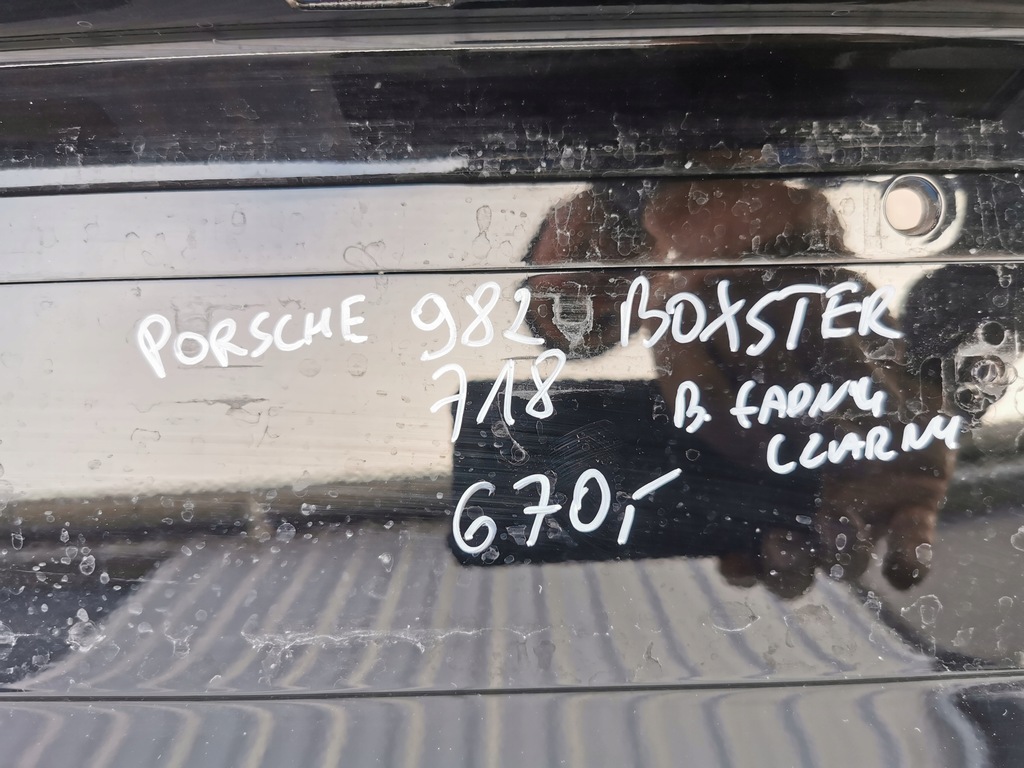 PORSCHE 982 BOXSTER
718
B. ŁADNY
CZARNY
670,-